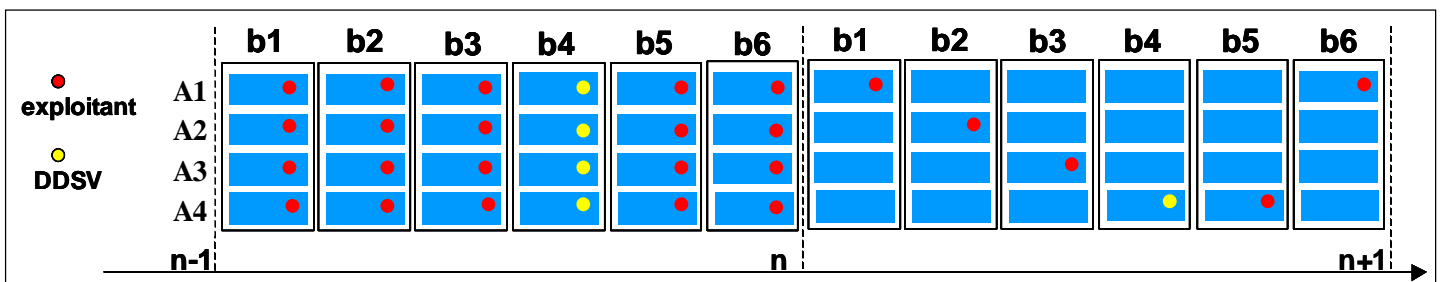 b1 b2 b3 b4 b5 b6 b1 b2 b3 b4 b5 b6
exploitant
DDSV
A1
A2
A3
A4
n-1 n n+1